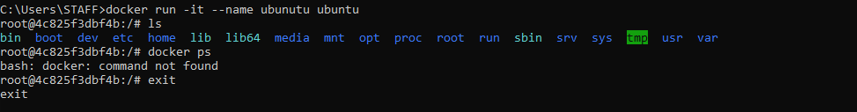 C:\Users\STAFF>docker run -it --name ubunutu ubuntu
root@4c825f3dbf4b:/# ls
bin boot dev etc home lib lib64 media mnt opt proc root run sbin srv sys tmp usr var
root@4c825f3dbf4b:/# docker ps
bash: docker: command not found
root@4c825f3dbf4b:/# exit
exit